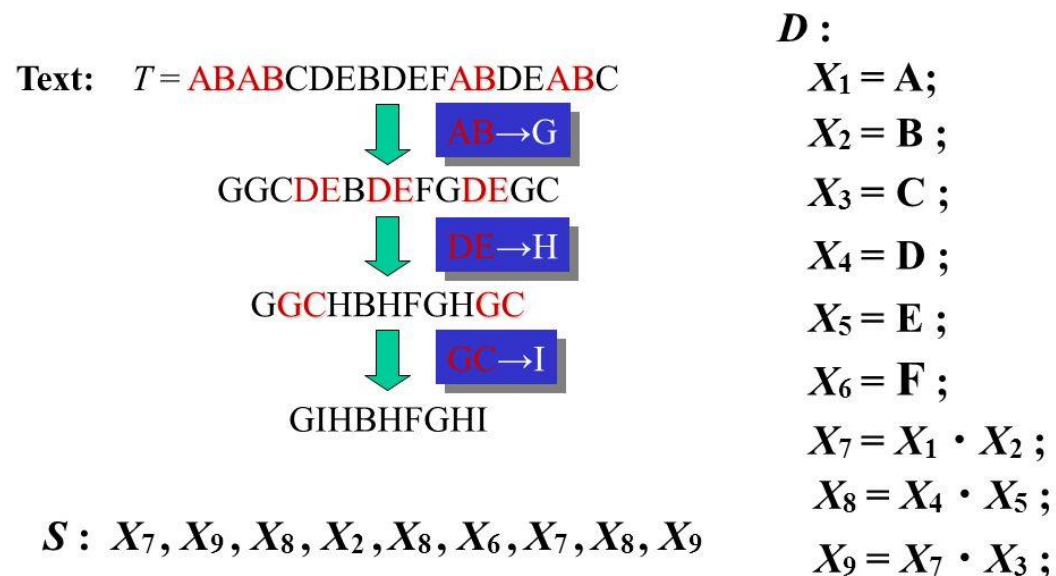 Text: T = ABABCDEBDEFABDEABC
AB→G
GGCDEBDEFGDEGC
DE→H
GGCHBHFGHGC
GC→I
GIHBHFGHI
S : X₇, X₉, X₈, X₂, X₈, X₆, X₇, X₈, X₉
D :
X₁ = A;
X₂ = B ;
X₃ = C ;
X₄ = D ;
X₅ = E ;
X₆ = F ;
X₇ = X₁ · X₂ ;
X₈ = X₄ · X₅ ;
X₉ = X₇ · X₃ ;